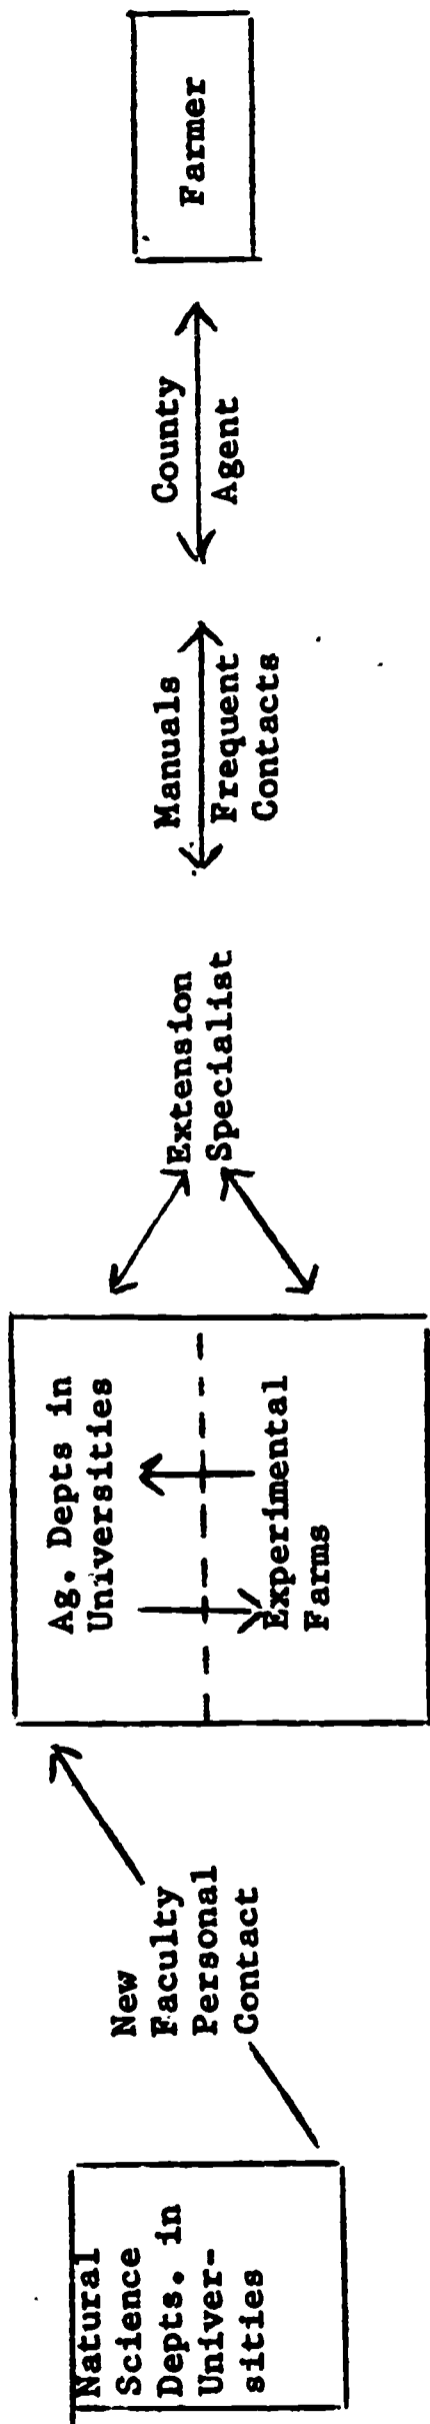 Natural
Science
Depts. in
Univer-
sities
New
Faculty
Personal
Contact
Ag. Depts in
Universities
Experimental
Farms
Extension
Specialist
Manuals
Frequent
Contacts
County
Agent
Farmer